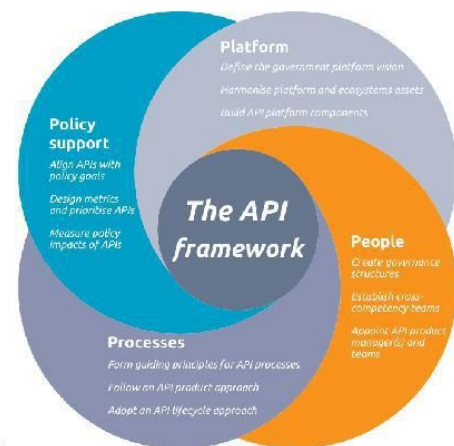 Platform
Define the government platform vision
Harmonise platform and ecosystems assets
Build API platform components
Policy
support
Align APIs with
policy goals
Design metrics
and prioritise APIs
Measure policy
impacts of APIs
The API
framework
People
Create governance
structures
Establish cross-
competency teams
Appoint API product
manager(s) and
teams
Processes
Form guiding principles for API processes
Follow an API product approach
Adopt an API lifecycle approach